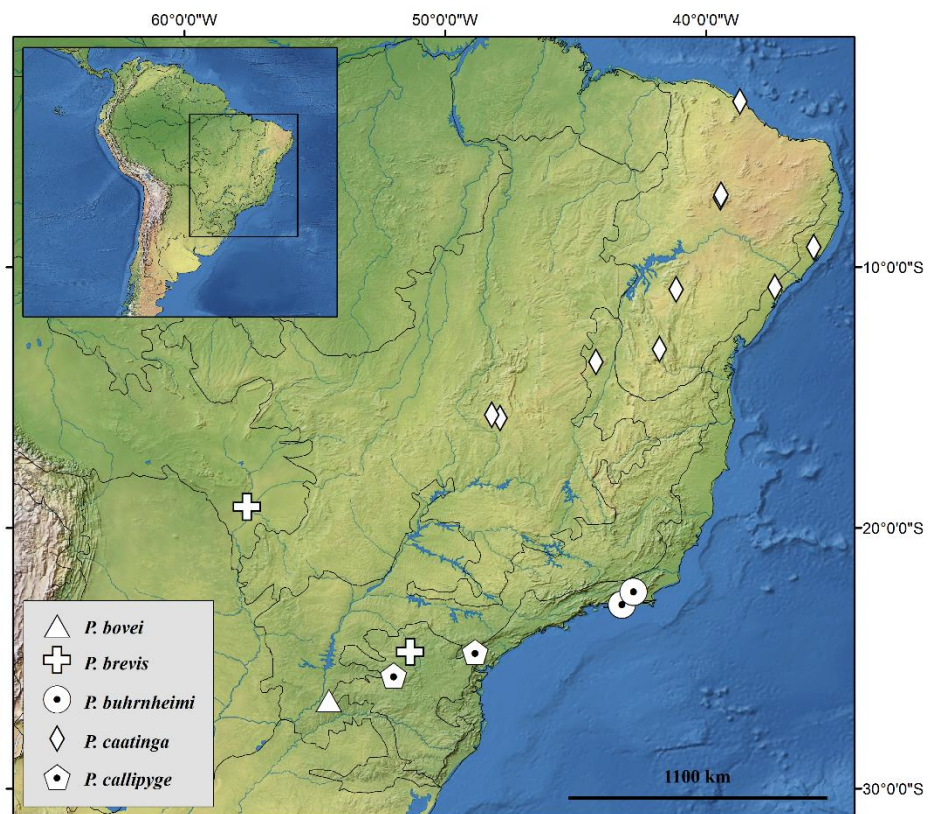 60°0'0"W 50°0'0"W 40°0'0"W
10°0'0"S
20°0'0"S
P. bovei
P. brevis
P. buhrnheimi
P. caatinga
P. callipyge
1100 km
30°0'0"S